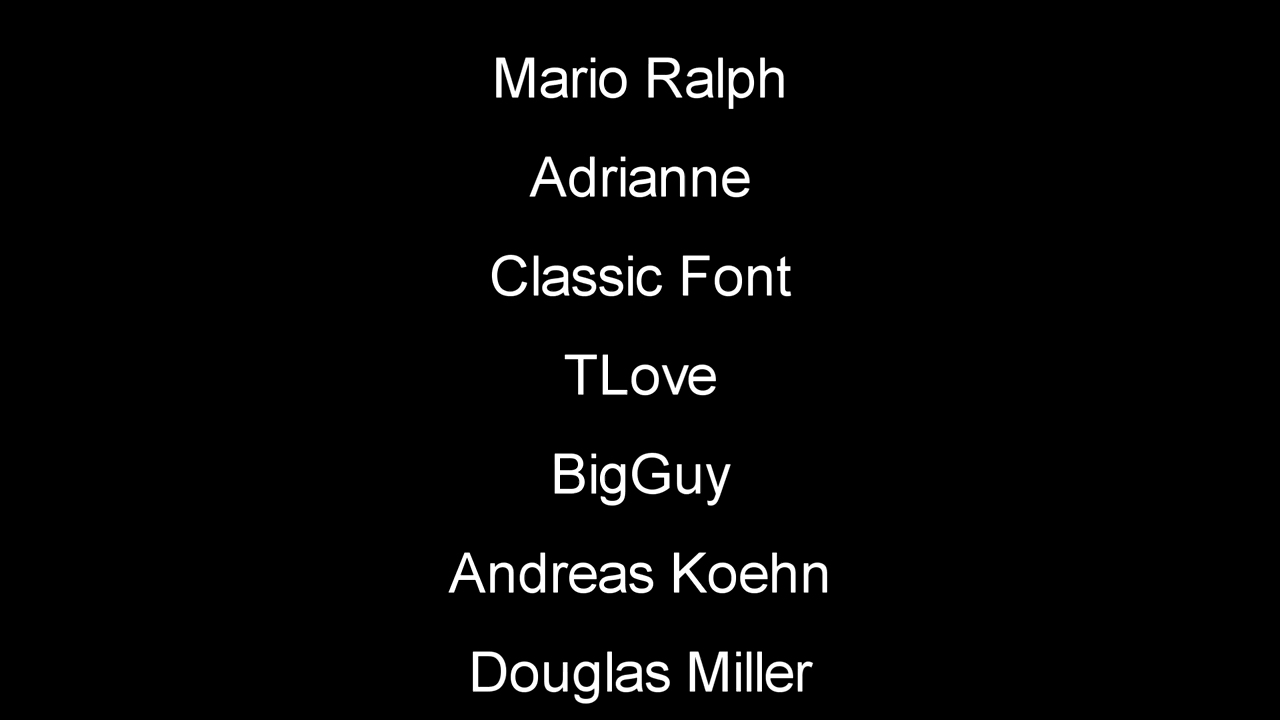 Mario Ralph
Adrianne
Classic Font
TLove
BigGuy
Andreas Koehn
Douglas Miller